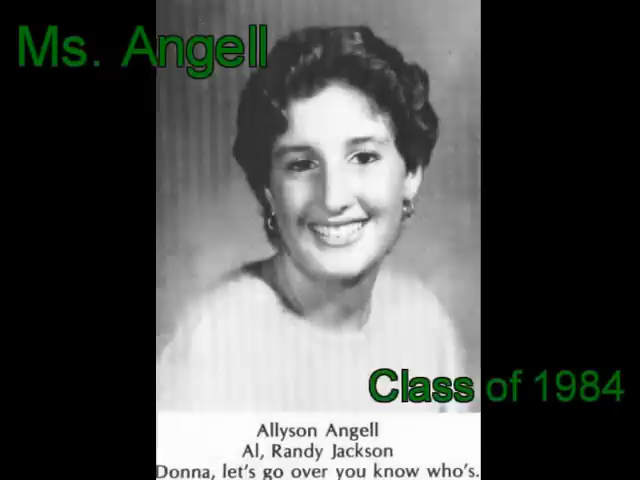 Ms. Angell
Class of 1984
Allyson Angell
Al, Randy Jackson
Donna, let's go over you know who's.